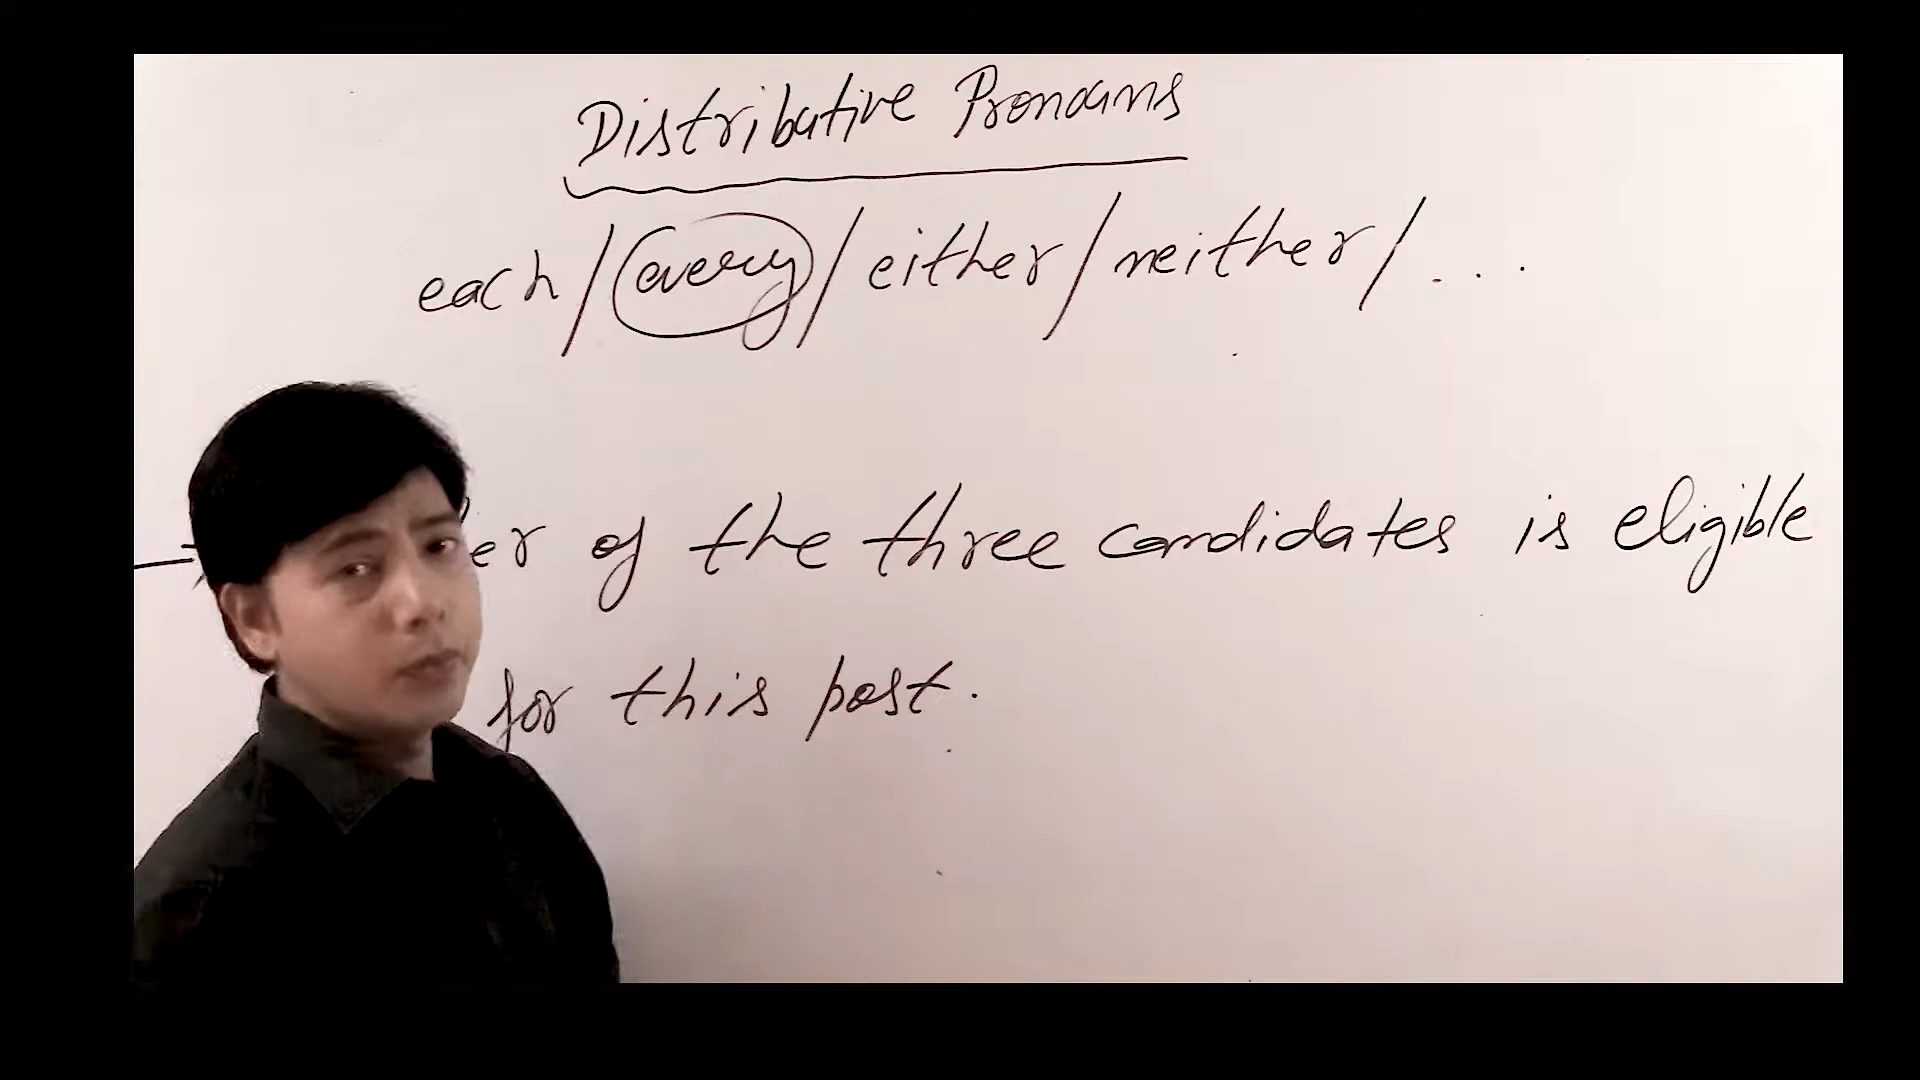 Distributive Pronouns
each / every / either / neither / ...
er of the three candidates is eligible
for this post.